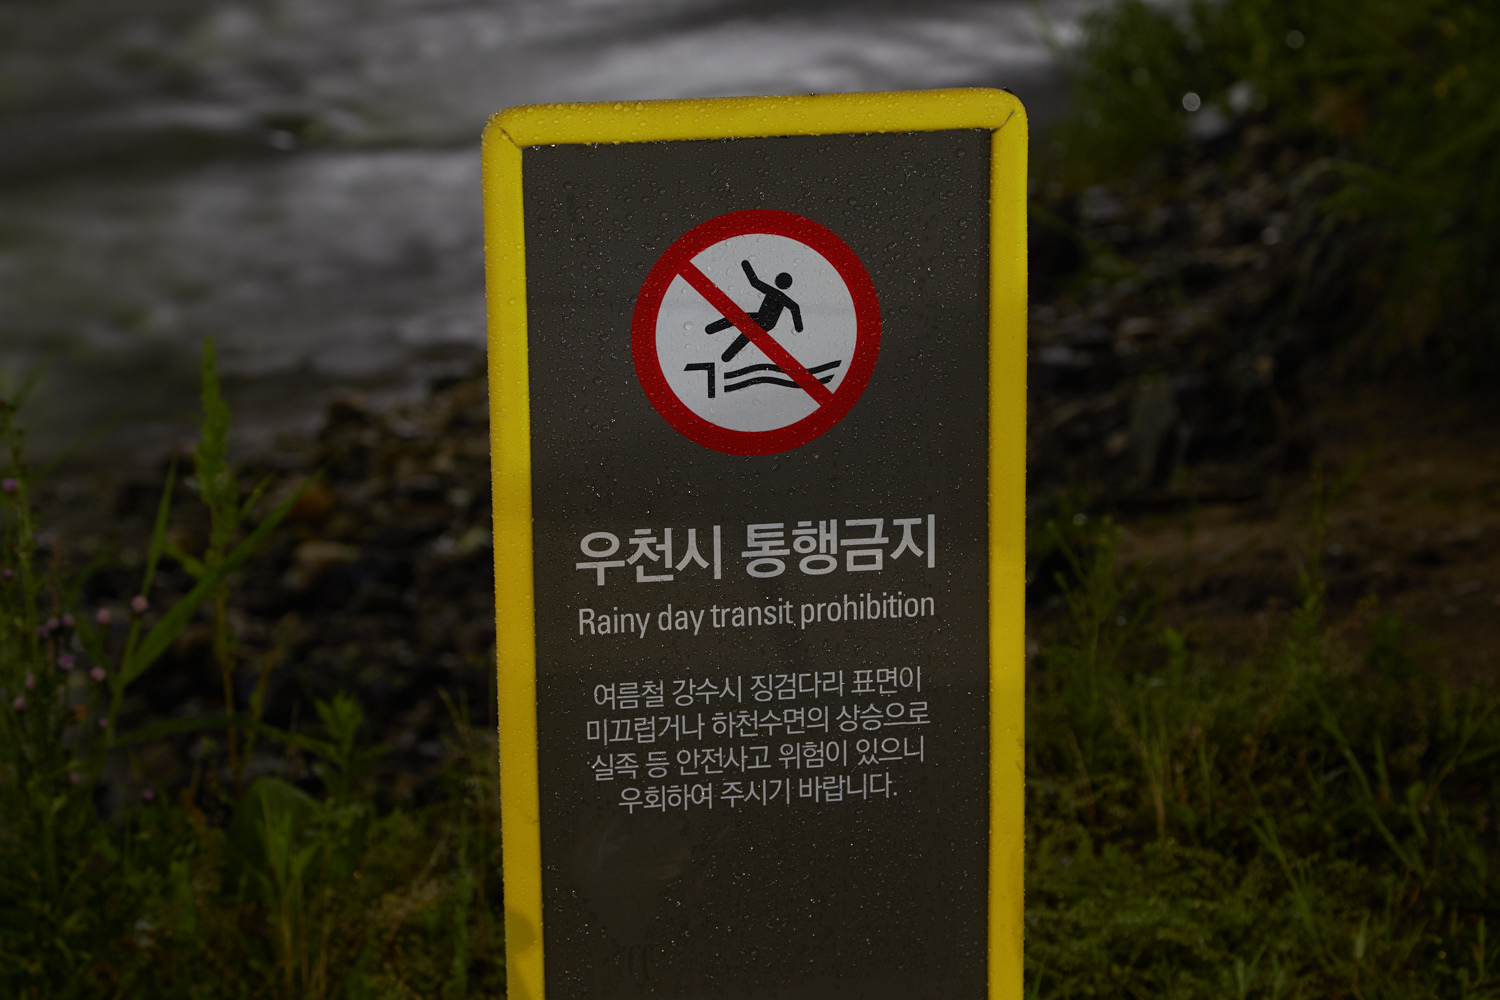 우천시 통행금지
Rainy day transit prohibition
여름철 강수시 징검다리 표면이
미끄럽거나 하천수면의 상승으로
실족 등 안전사고 위험이 있으니
우회하여 주시기 바랍니다.